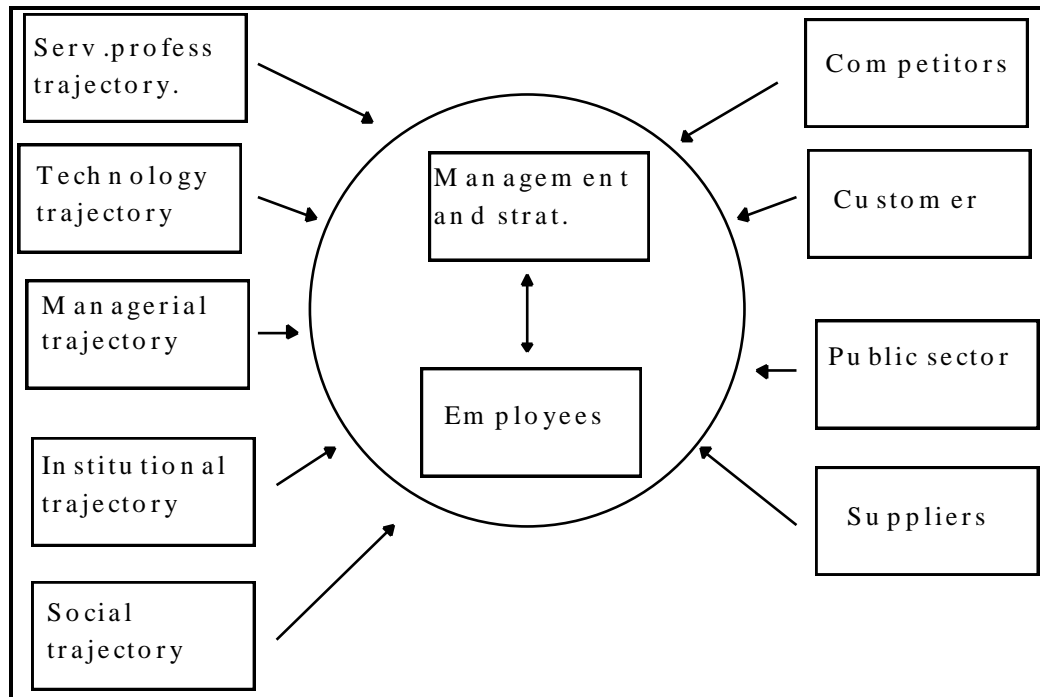 Serv.profess
trajectory.
Technology
trajectory
Managerial
trajectory
Institutional
trajectory
Social
trajectory
Management
and strat.
Employees
Competitors
Customer
Public sector
Suppliers